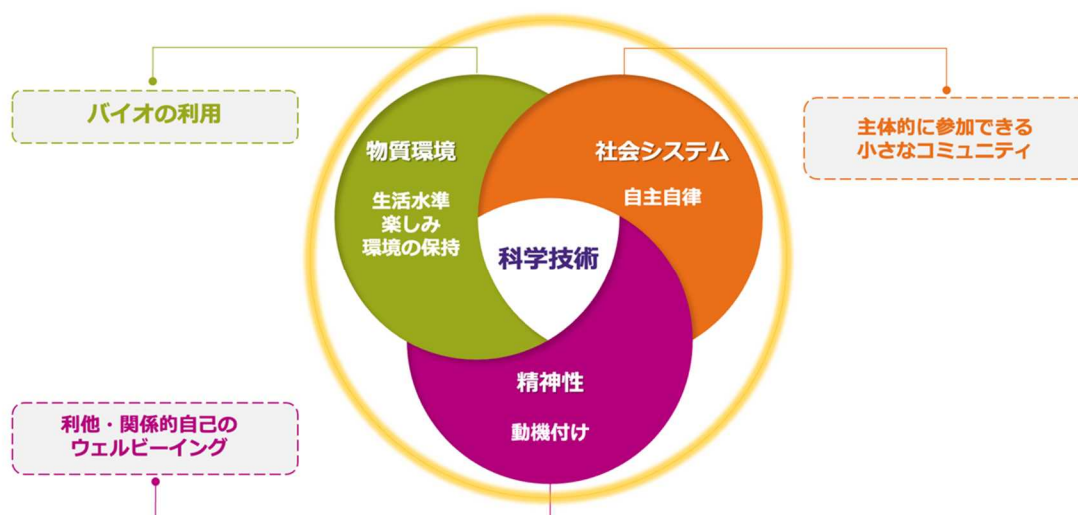 バイオの利用
主体的に参加できる
小さなコミュニティ
物質環境
生活水準
楽しみ
環境の保持
社会システム
自主自律
科学技術
精神性
動機付け
利他・関係的自己の
ウェルビーイング